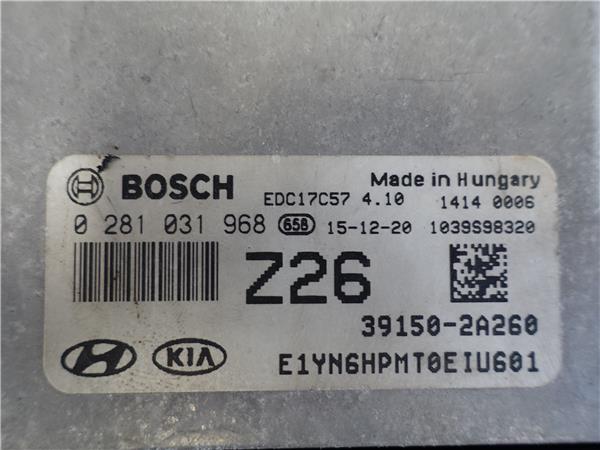 BOSCH EDC17C57 4.10 Made in Hungary
1414 0006
0 281 031 968 658 15-12-20 1039S98320
Z26
39150-2A260
KIA E1YN6HPMT0EIU601